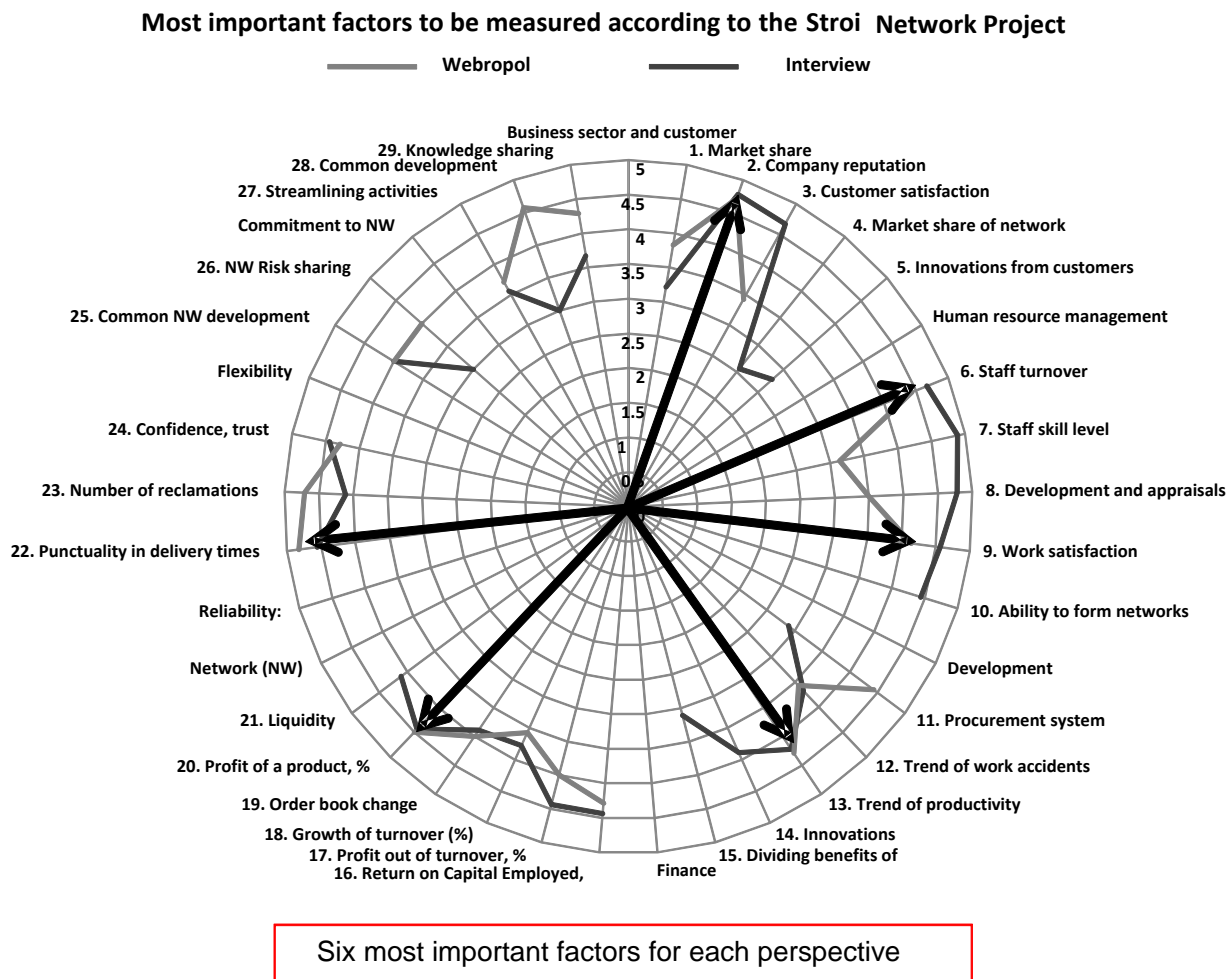 Most important factors to be measured according to the Stroi Network Project
Webropol
Interview
Business sector and customer
1. Market share
2. Company reputation
3. Customer satisfaction
4. Market share of network
5. Innovations from customers
Human resource management
6. Staff turnover
7. Staff skill level
8. Development and appraisals
9. Work satisfaction
10. Ability to form networks
Development
11. Procurement system
12. Trend of work accidents
13. Trend of productivity
14. Innovations
15. Dividing benefits of
Finance
16. Return on Capital Employed,
17. Profit out of turnover, %
18. Growth of turnover (%)
19. Order book change
20. Profit of a product, %
21. Liquidity
Network (NW)
Reliability:
22. Punctuality in delivery times
23. Number of reclamations
24. Confidence, trust
Flexibility
25. Common NW development
26. NW Risk sharing
Commitment to NW
27. Streamlining activities
28. Common development
29. Knowledge sharing
5
4.5
4
3.5
3
2.5
2
1.5
1
Six most important factors for each perspective